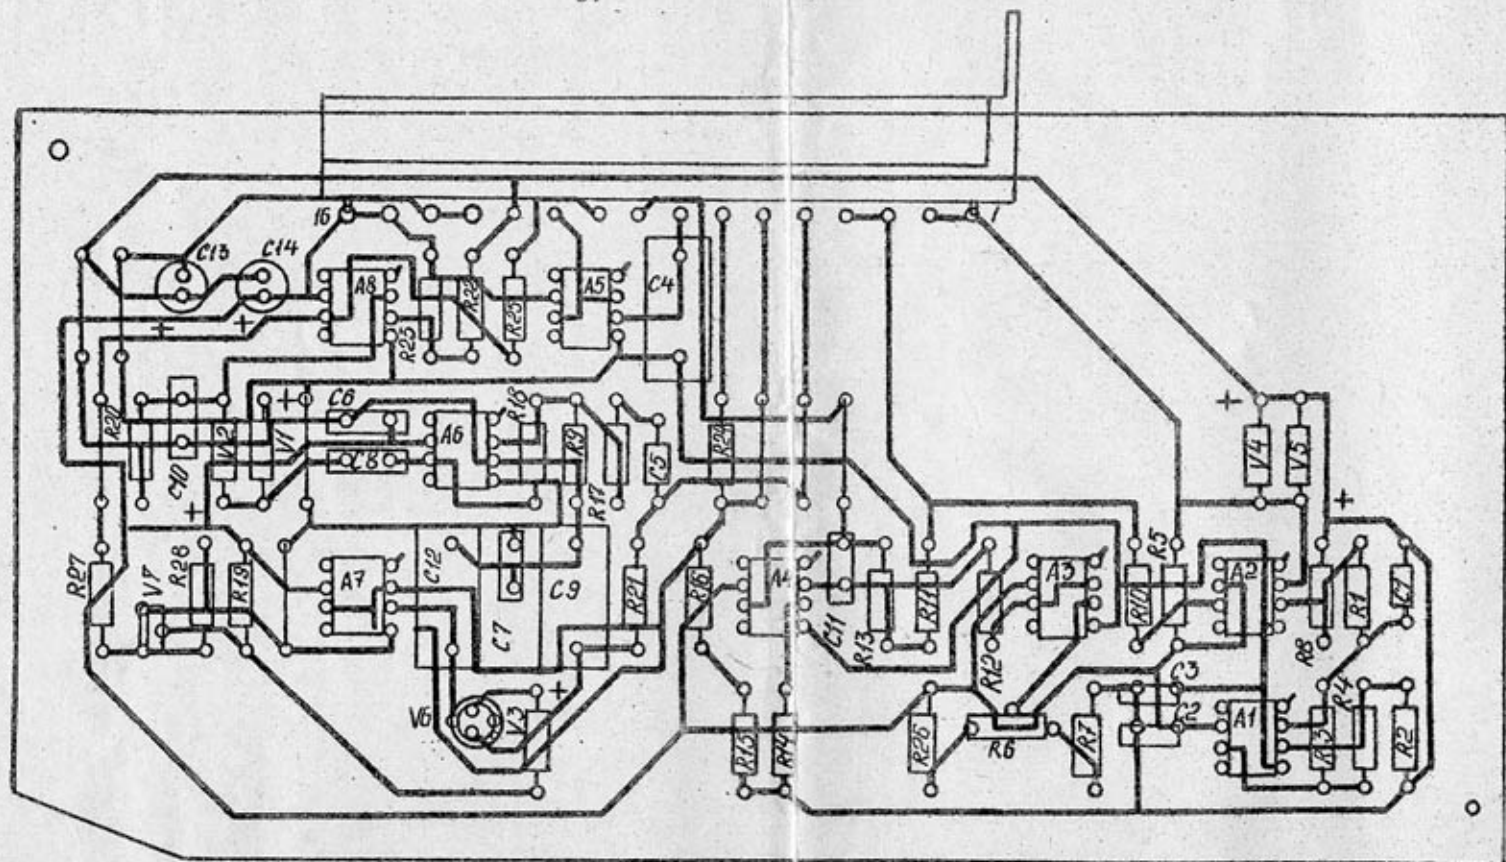 16
1
C13
C14
A8
R23
R22
R25
A5
C4
+
+
R20
C10
V2
V1
+
C6
C8
A6
R18
R9
R17
C5
R24
+
V4
V5
+
+
R27
V7
R28
R19
A7
C12
C7
C9
R21
R16
A4
C11
R13
R11
R12
A3
R10
R5
A2
R8
R1
C1
V6
V3
+
R15
R14
R26
R6
R7
C3
C2
A1
R3
R4
R2